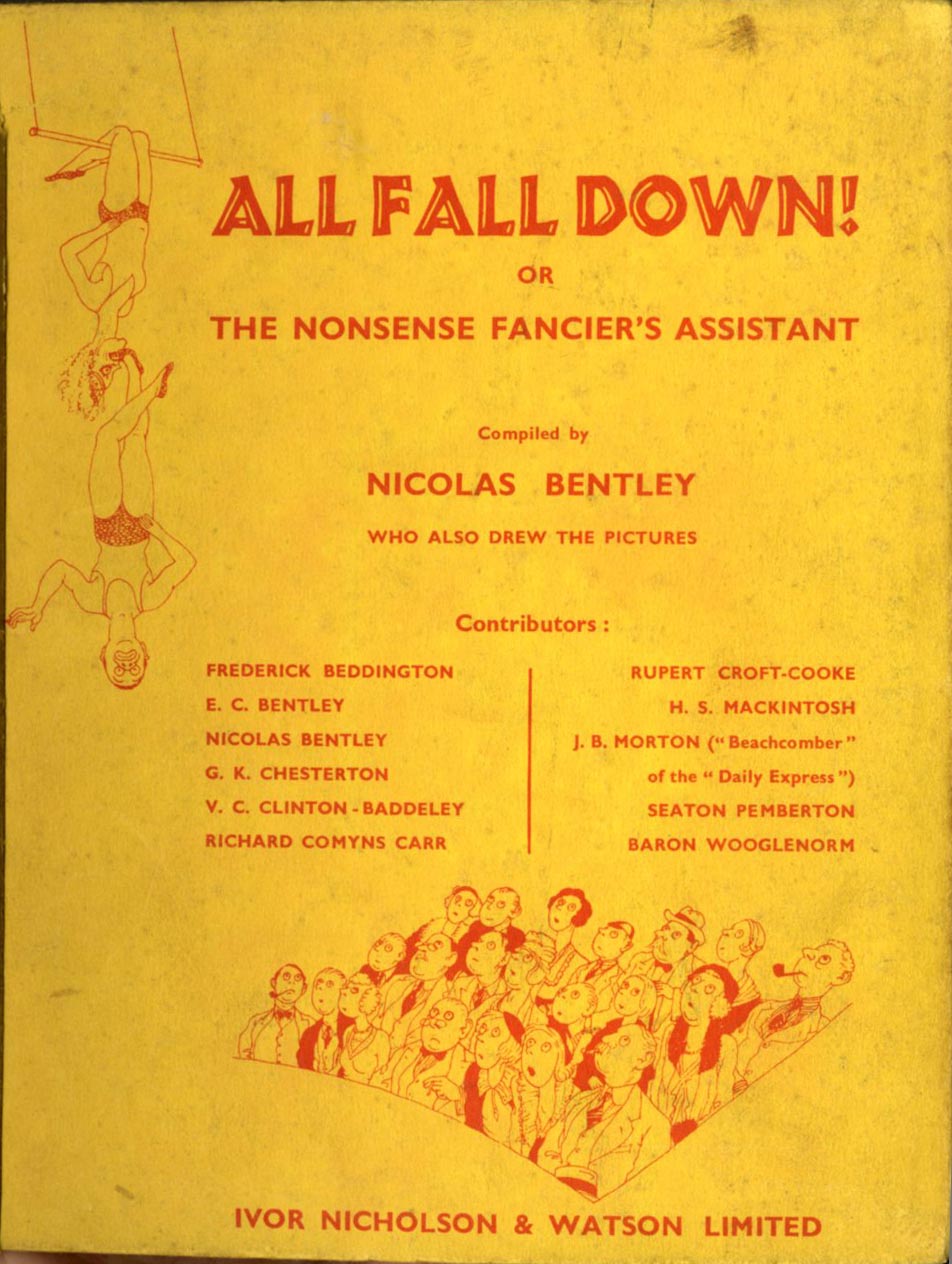 ALL FALL DOWN!
OR
THE NONSENSE FANCIER'S ASSISTANT
Compiled by
NICOLAS BENTLEY
WHO ALSO DREW THE PICTURES
Contributors :
FREDERICK BEDDINGTON
E. C. BENTLEY
NICOLAS BENTLEY
G. K. CHESTERTON
V. C. CLINTON-BADDELEY
RICHARD COMYNS CARR
RUPERT CROFT-COOKE
H. S. MACKINTOSH
J. B. MORTON (“Beachcomber”
of the “Daily Express”)
SEATON PEMBERTON
BARON WOOGLENORM
IVOR NICHOLSON & WATSON LIMITED